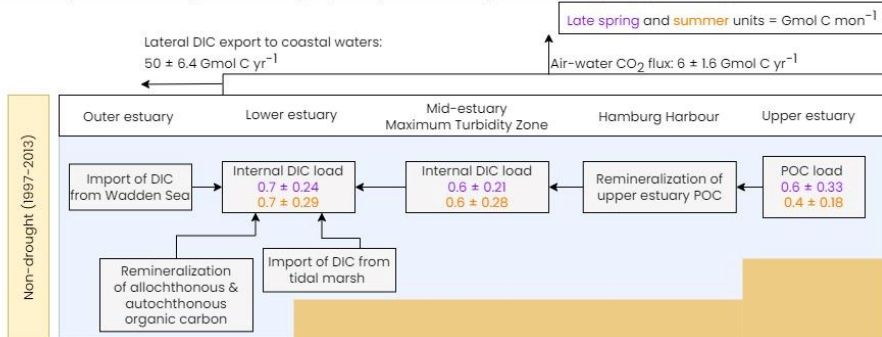 Late spring and summer units = Gmol C mon⁻¹
Lateral DIC export to coastal waters:
50 ± 6.4 Gmol C yr⁻¹
Air-water CO₂ flux: 6 ± 1.6 Gmol C yr⁻¹
Non-drought (1997-2013)
Outer estuary
Lower estuary
Mid-estuary
Maximum Turbidity Zone
Hamburg Harbour
Upper estuary
Import of DIC
from Wadden Sea
Internal DIC load
0.7 ± 0.24
0.7 ± 0.29
Internal DIC load
0.6 ± 0.21
0.6 ± 0.28
Remineralization of
upper estuary POC
POC load
0.6 ± 0.33
0.4 ± 0.18
Remineralization
of allochthonous &
autochthonous
organic carbon
Import of DIC from
tidal marsh